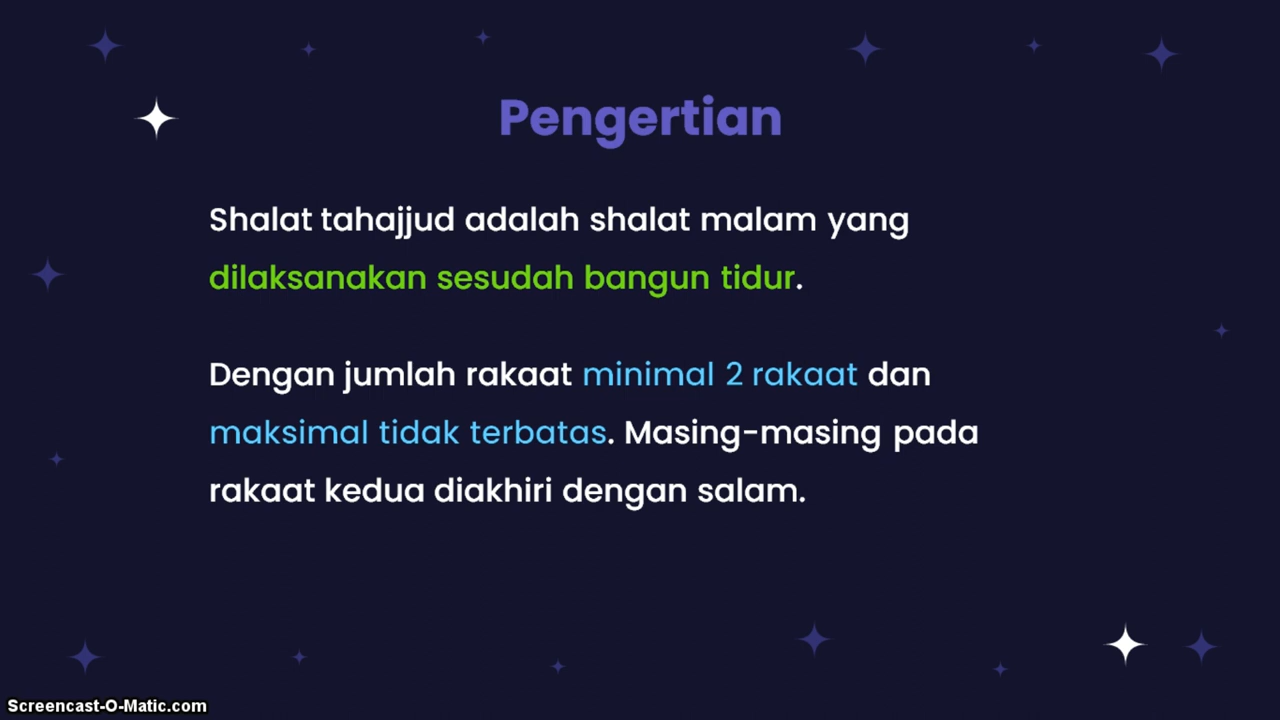 Pengertian
Shalat tahajjud adalah shalat malam yang
dilaksanakan sesudah bangun tidur.
Dengan jumlah rakaat minimal 2 rakaat dan
maksimal tidak terbatas. Masing-masing pada
rakaat kedua diakhiri dengan salam.
Screencast-O-Matic.com